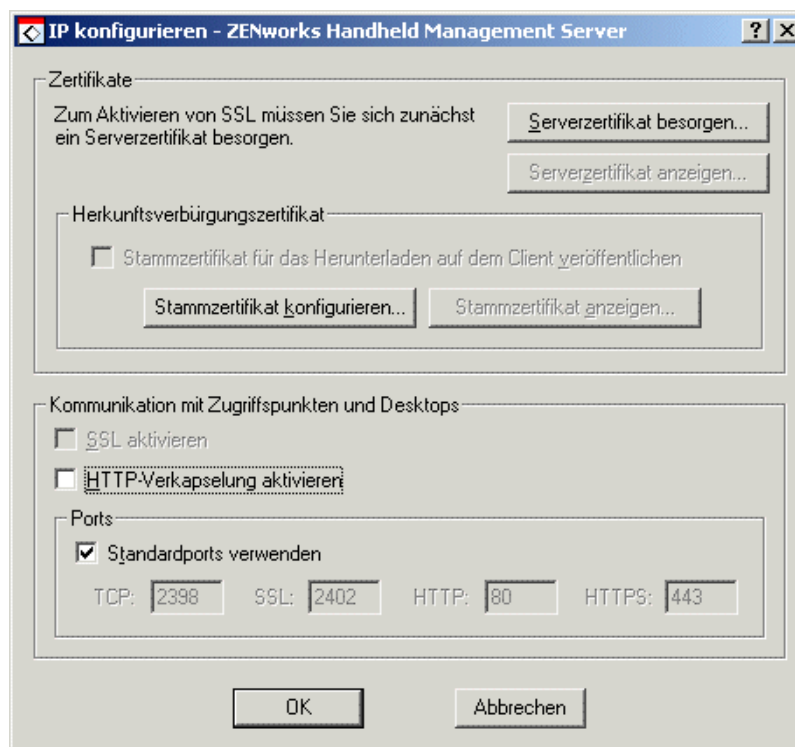 IP konfigurieren - ZENworks Handheld Management Server
Zertifikate
Zum Aktivieren von SSL müssen Sie sich zunächst
ein Serverzertifikat besorgen.
Serverzertifikat besorgen...
Serverzertifikat anzeigen...
Herkunftsverbürgungszertifikat
Stammzertifikat für das Herunterladen auf dem Client veröffentlichen
Stammzertifikat konfigurieren...
Stammzertifikat anzeigen...
Kommunikation mit Zugriffspunkten und Desktops
SSL aktivieren
HTTP-Verkapselung aktivieren
Ports
Standardports verwenden
TCP: 2398 SSL: 2402 HTTP: 80 HTTPS: 443
OK Abbrechen